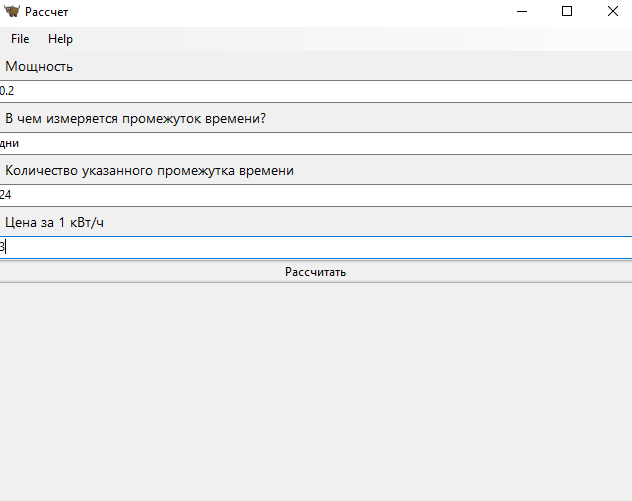 Рассчет
File Help
Мощность
0.2
В чем измеряется промежуток времени?
дни
Количество указанного промежутка времени
24
Цена за 1 кВт/ч
3
Рассчитать